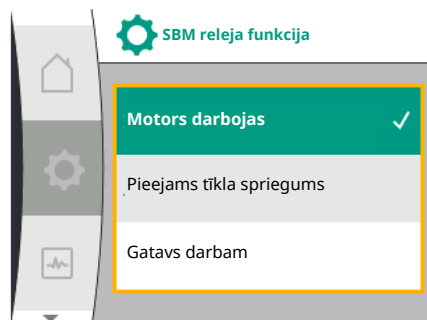 SBM releja funkcija
Motors darbojas
Pieejams tīkla spriegums
Gatavs darbam